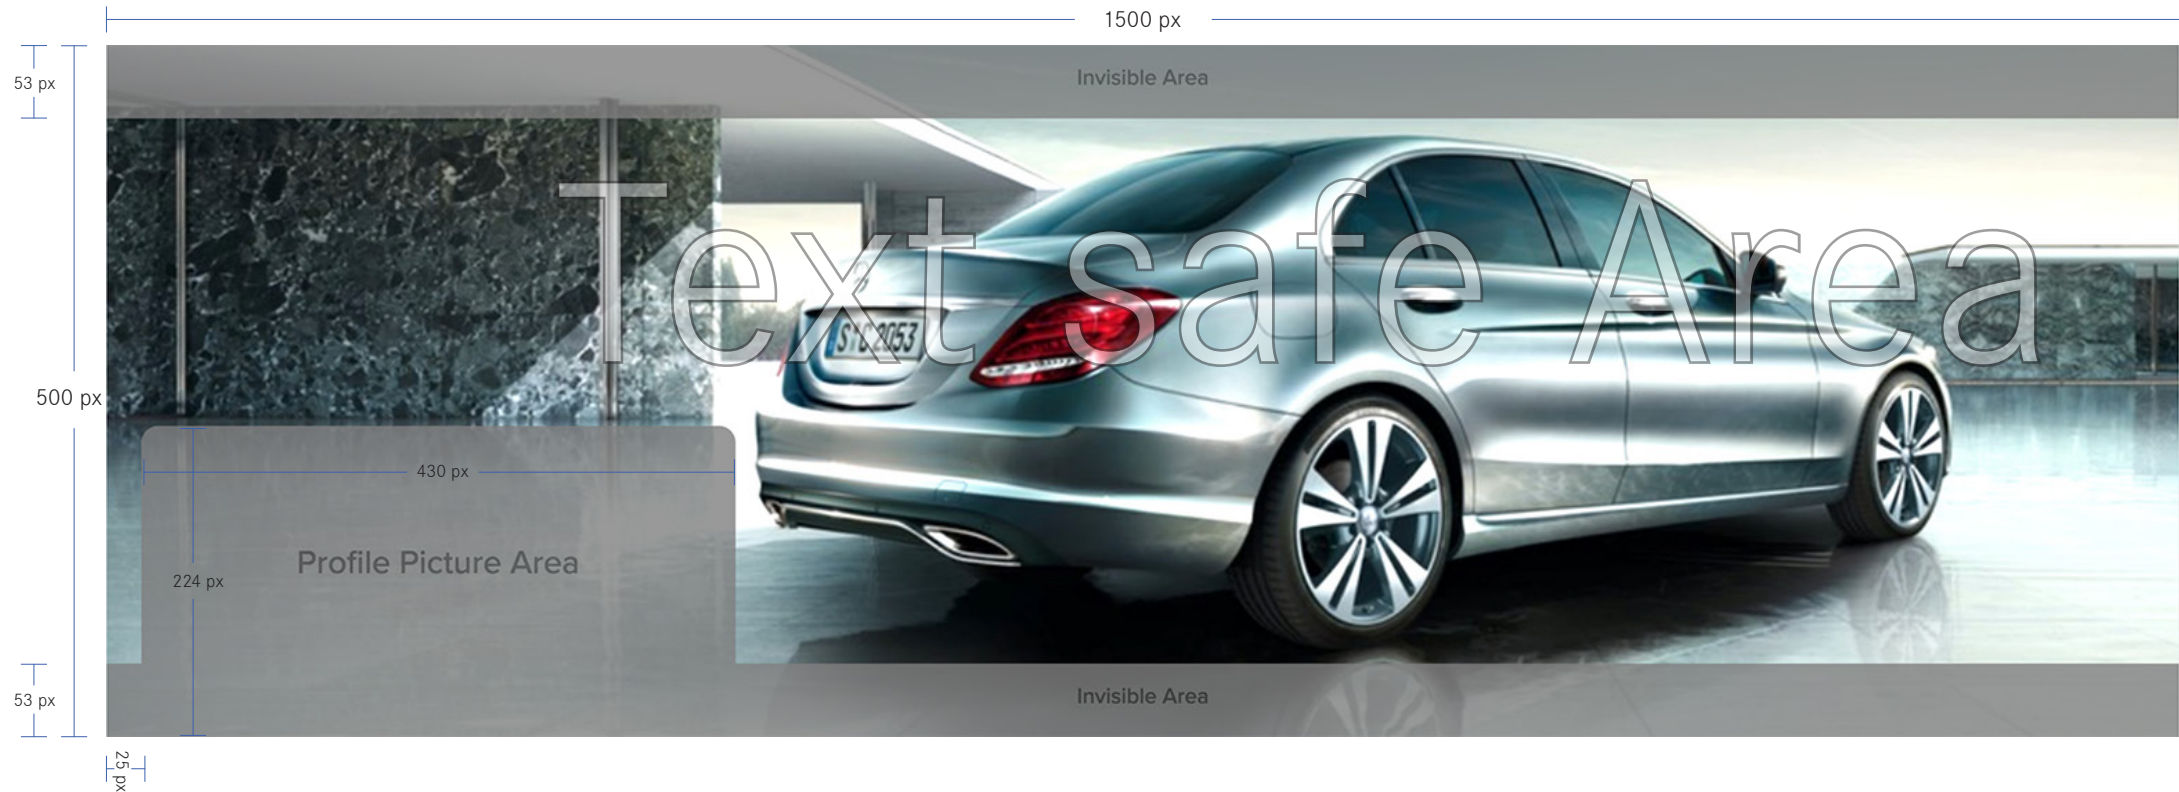 1500 px
53 px
Invisible Area
Text safe Area
500 px
430 px
Profile Picture Area
224 px
53 px
Invisible Area
25 px